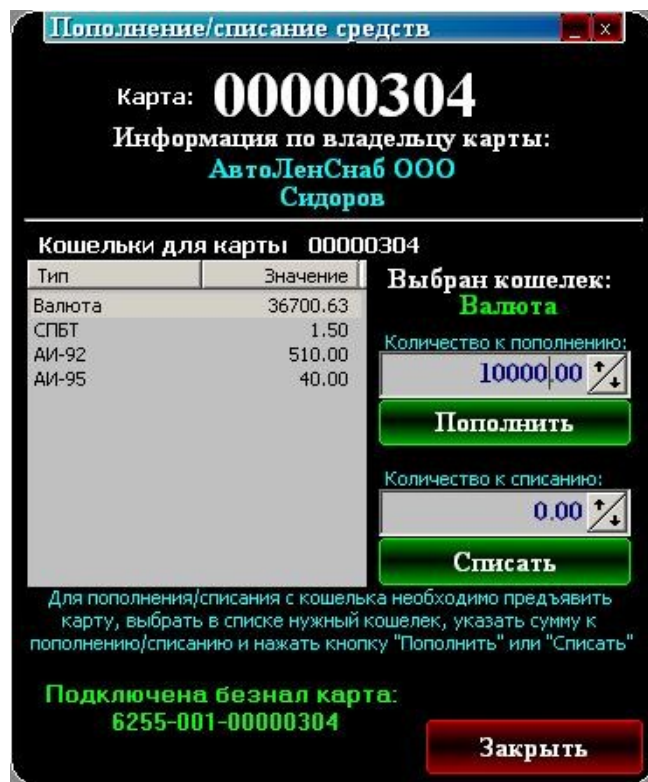 Пополнение/списание средств
Карта: 00000304
Информация по владельцу карты:
АвтоЛенСнаб ООО
Сидоров
Кошельки для карты 00000304
Тип Значение
Валюта 36700.63
СПБТ 1.50
АИ-92 510.00
АИ-95 40.00
Выбран кошелек:
Валюта
Количество к пополнению:
10000.00
Пополнить
Количество к списанию:
0.00
Списать
Для пополнения/списания с кошелька необходимо предъявить
карту, выбрать в списке нужный кошелек, указать сумму к
пополнению/списанию и нажать кнопку "Пополнить" или "Списать"
Подключена безнал карта:
6255-001-00000304
Закрыть